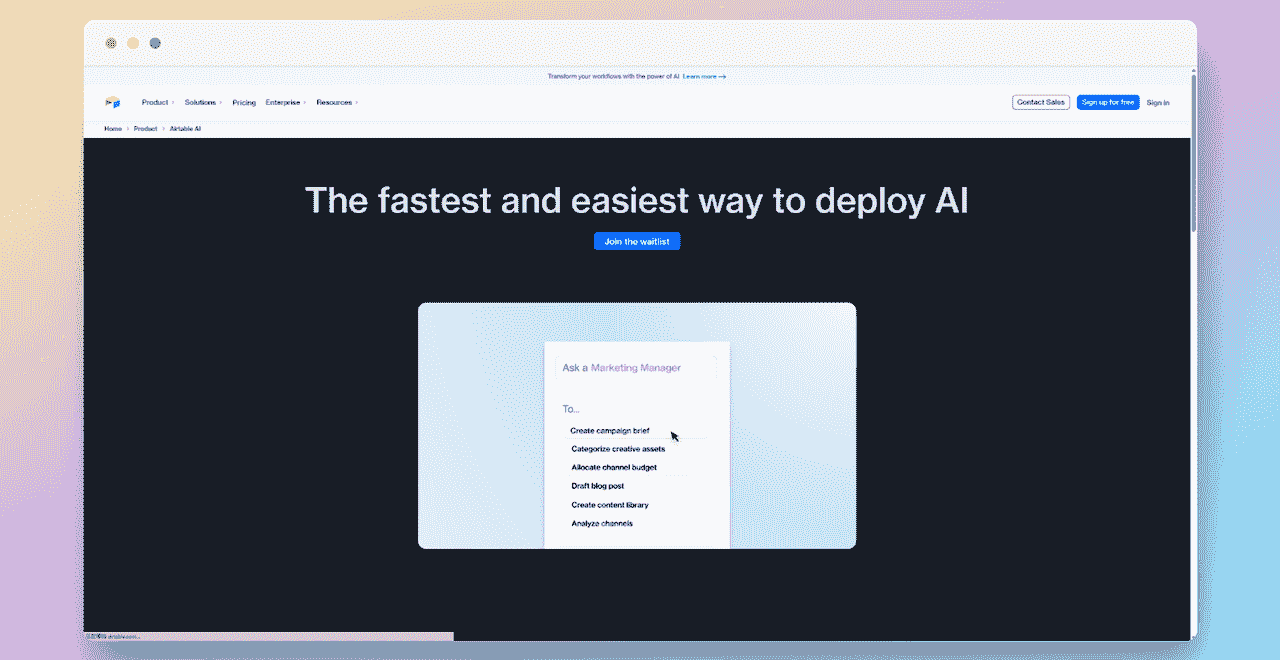 Transform your workflows with the power of AI Learn more →
Product Solutions Pricing Enterprise Resources Contact Sales Sign up for free Sign in
Home > Product > Airtable AI
The fastest and easiest way to deploy AI
Join the waitlist
Ask a Marketing Manager
To...
Create campaign brief
Categorize creative assets
Allocate channel budget
Draft blog post
Create content library
Analyze channels